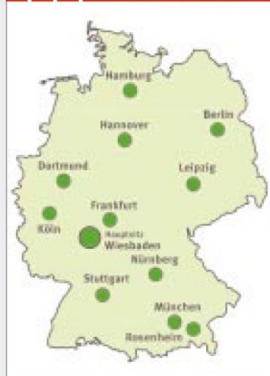 Hamburg
Berlin
Hannover
Dortmund
Leipzig
Frankfurt
Köln
Hauptsitz
Wiesbaden
Nürnberg
Stuttgart
München
Rosenheim